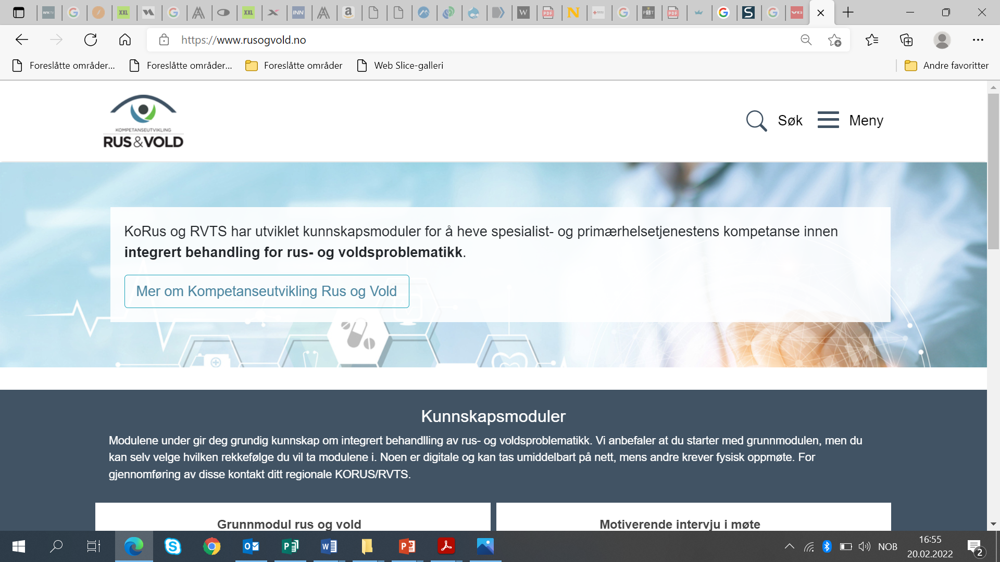 https://www.rusogvold.no
Foreslåtte områder...
Foreslåtte områder...
Foreslåtte områder
Web Slice-galleri
Andre favoritter
KOMPETANSEUTVIKLING
RUS&VOLD
Søk
Meny
KoRus og RVTS har utviklet kunnskapsmoduler for å heve spesialist- og primærhelsetjenestens kompetanse innen
integrert behandling for rus- og voldsproblematikk.
Mer om Kompetanseutvikling Rus og Vold
Kunnskapsmoduler
Modulene under gir deg grundig kunnskap om integrert behandlling av rus- og voldsproblematikk. Vi anbefaler at du starter med grunnmodulen, men du
kan selv velge hvilken rekkefølge du vil ta modulene i. Noen er digitale og kan tas umiddelbart på nett, mens andre krever fysisk oppmøte. For
gjennomføring av disse kontakt ditt regionale KORUS/RVTS.
Grunnmodul rus og vold
Motiverende intervju i møte
NOB
16:55
20.02.2022
2